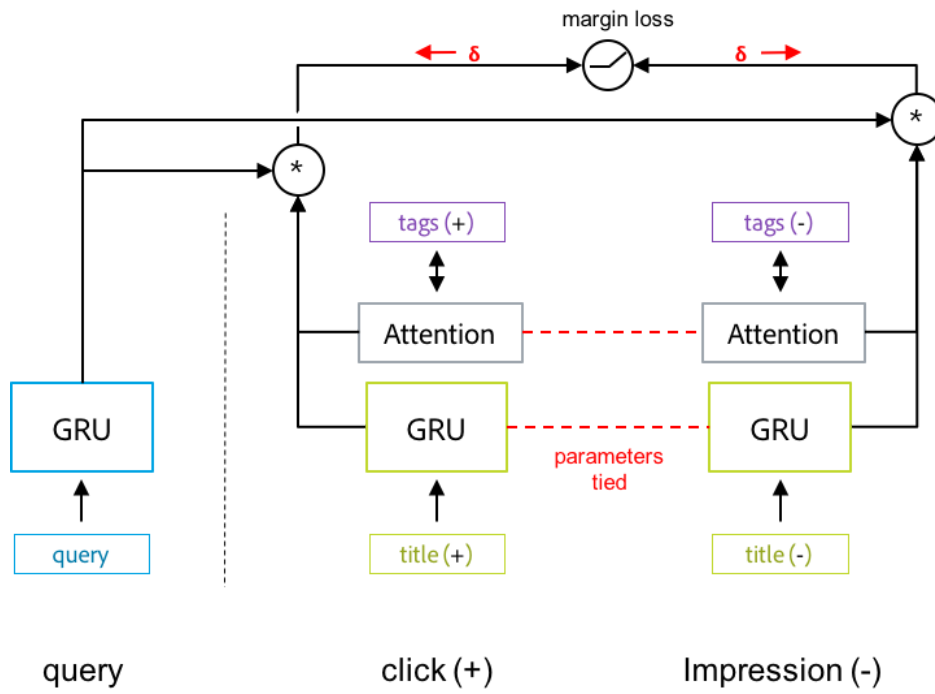 margin loss
δ
δ
*
*
tags (+)
tags (-)
Attention
Attention
GRU
GRU
GRU
parameters
tied
query
title (+)
title (-)
query
click (+)
Impression (-)